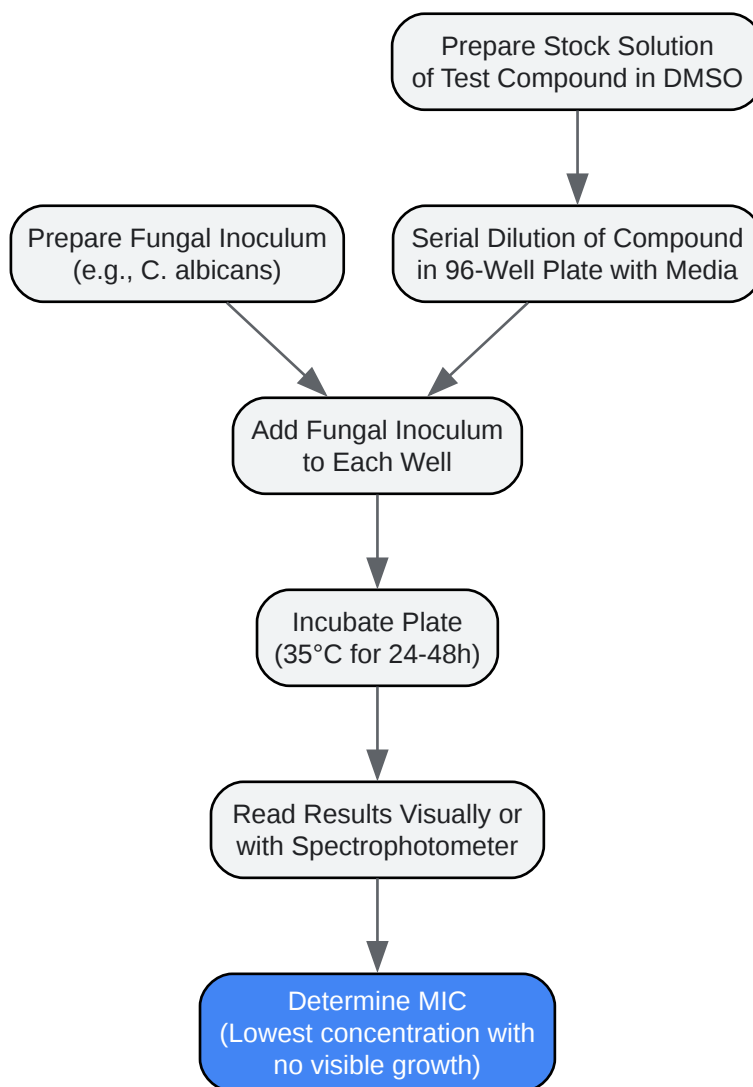 Prepare Stock Solution
of Test Compound in DMSO
Prepare Fungal Inoculum
(e.g., C. albicans)
Serial Dilution of Compound
in 96-Well Plate with Media
Add Fungal Inoculum
to Each Well
Incubate Plate
(35°C for 24-48h)
Read Results Visually or
with Spectrophotometer
Determine MIC
(Lowest concentration with
no visible growth)